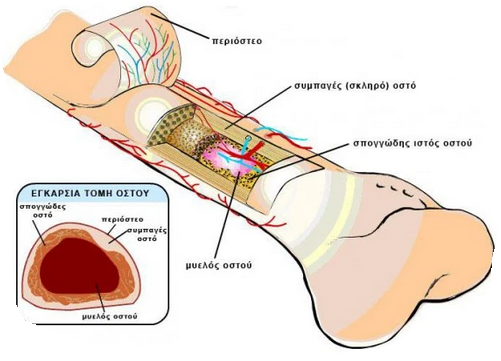 περιόστεο
συμπαγές (σκληρό) οστό
σπογγώδης ιστός οστού
μυελός οστού
ΕΓΚΑΡΣΙΑ ΤΟΜΗ ΟΣΤΟΥ
σπογγώδες
οστό
περιόστεο
συμπαγές
οστό
μυελός οστού